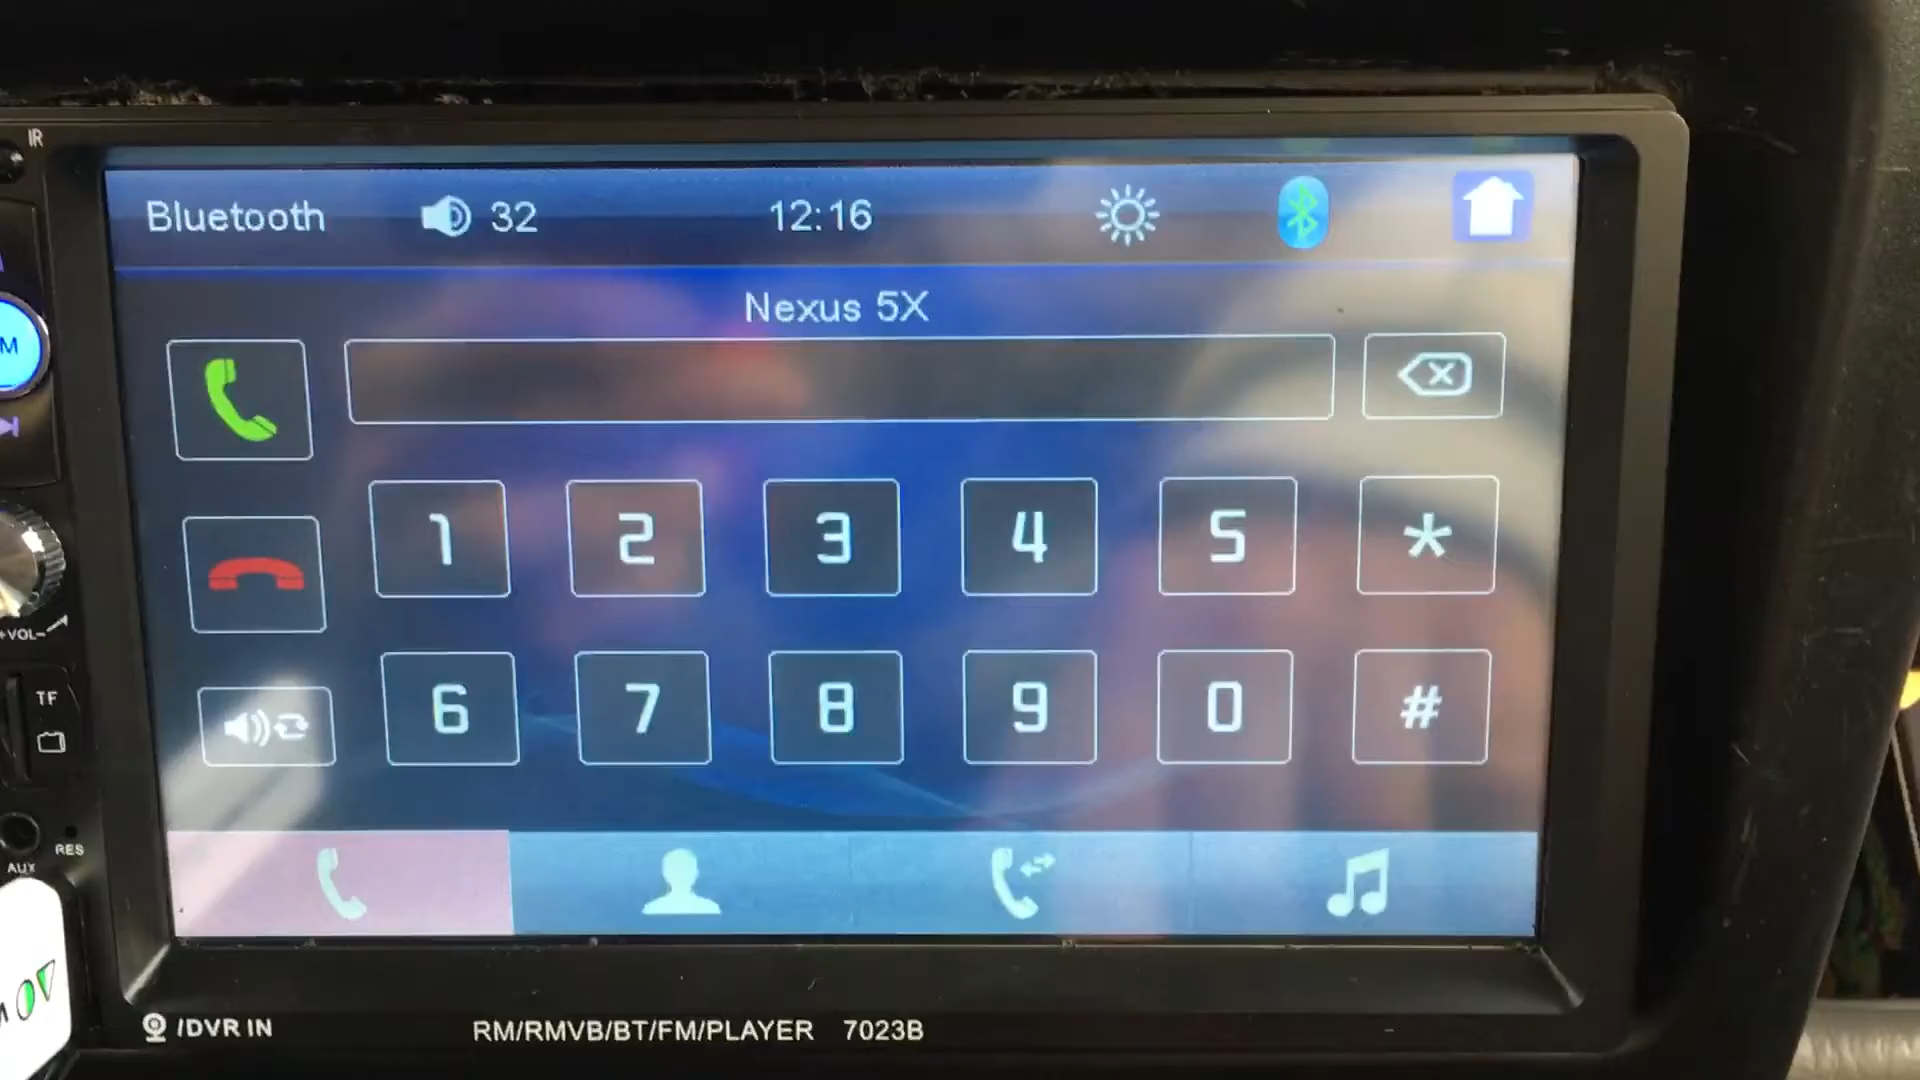 IR
Bluetooth 32 12:16
Nexus 5X
M
1 2 3 4 5 *
+VOL-
6 7 8 9 0 #
TF
RES
AUX
/DVR IN RM/RMVB/BT/FM/PLAYER 7023B